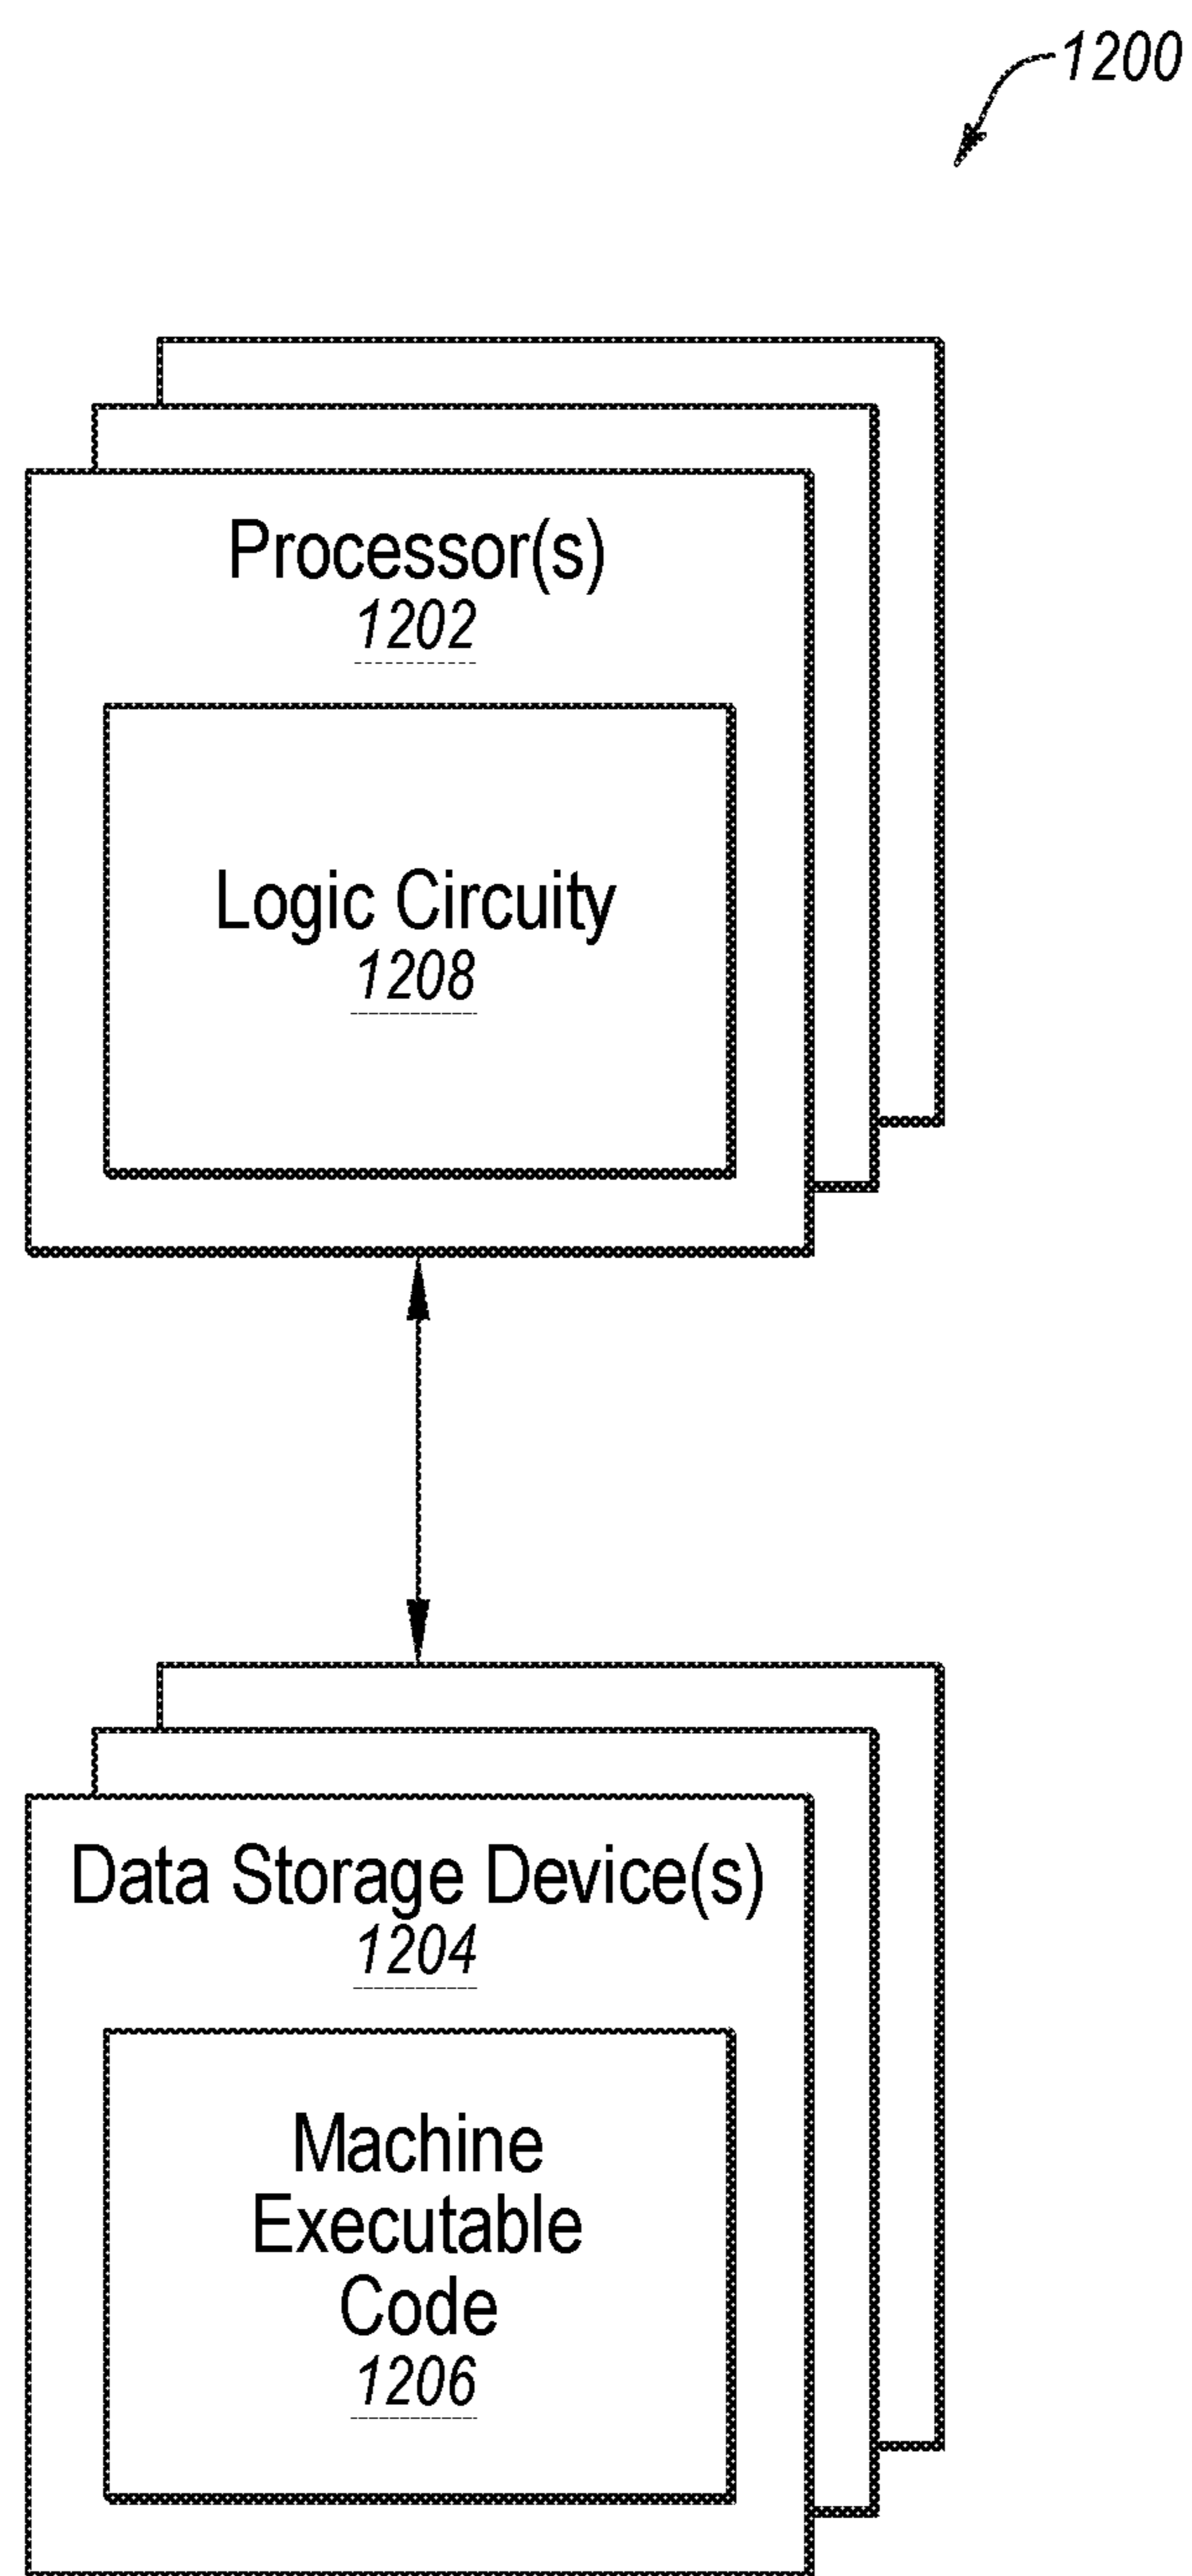 1200
Processor(s)
1202
Logic Circuity
1208
Data Storage Device(s)
1204
Machine
Executable
Code
1206